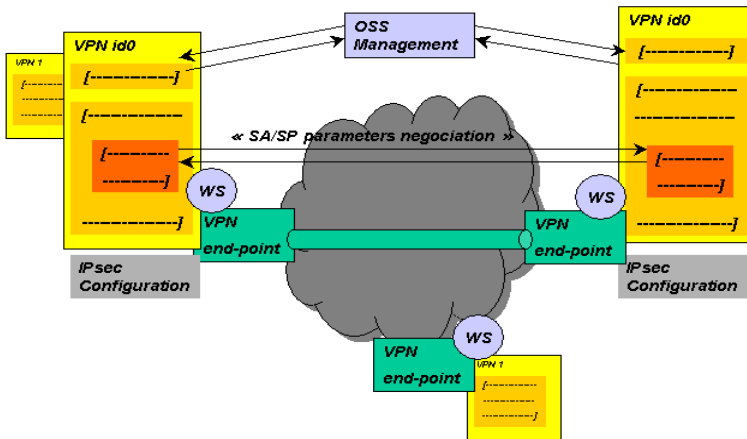 OSS
Management
VPN id0
[----------------]
VPN 1
[--------------
---- --------
-------------]
[-----------------
-----------------
[------------
------------]
-----------------]
« SA/SP parameters negociation »
VPN id0
[----------------]
[-----------------
------------------
[------------
------------]
-----------------]
WS
VPN
end-point
WS
VPN
end-point
IPsec
Configuration
IPsec
Configuration
WS
VPN
end-point
VPN 1
[--------------
--- ---------
-------------]